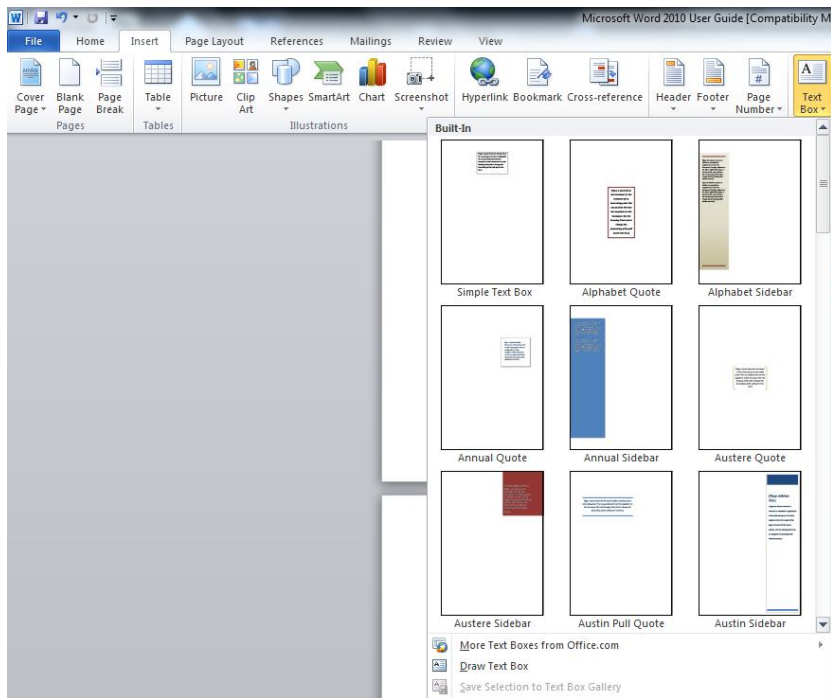 Microsoft Word 2010 User Guide [Compatibility M
File Home Insert Page Layout References Mailings Review View
Cover Page Blank Page Page Break Table Picture Clip Art Shapes SmartArt Chart Screenshot Hyperlink Bookmark Cross-reference Header Footer Page Number Text Box
Pages Tables Illustrations
Built-In
Simple Text Box Alphabet Quote Alphabet Sidebar
Annual Quote Annual Sidebar Austere Quote
Austere Sidebar Austin Pull Quote Austin Sidebar
More Text Boxes from Office.com
Draw Text Box
Save Selection to Text Box Gallery